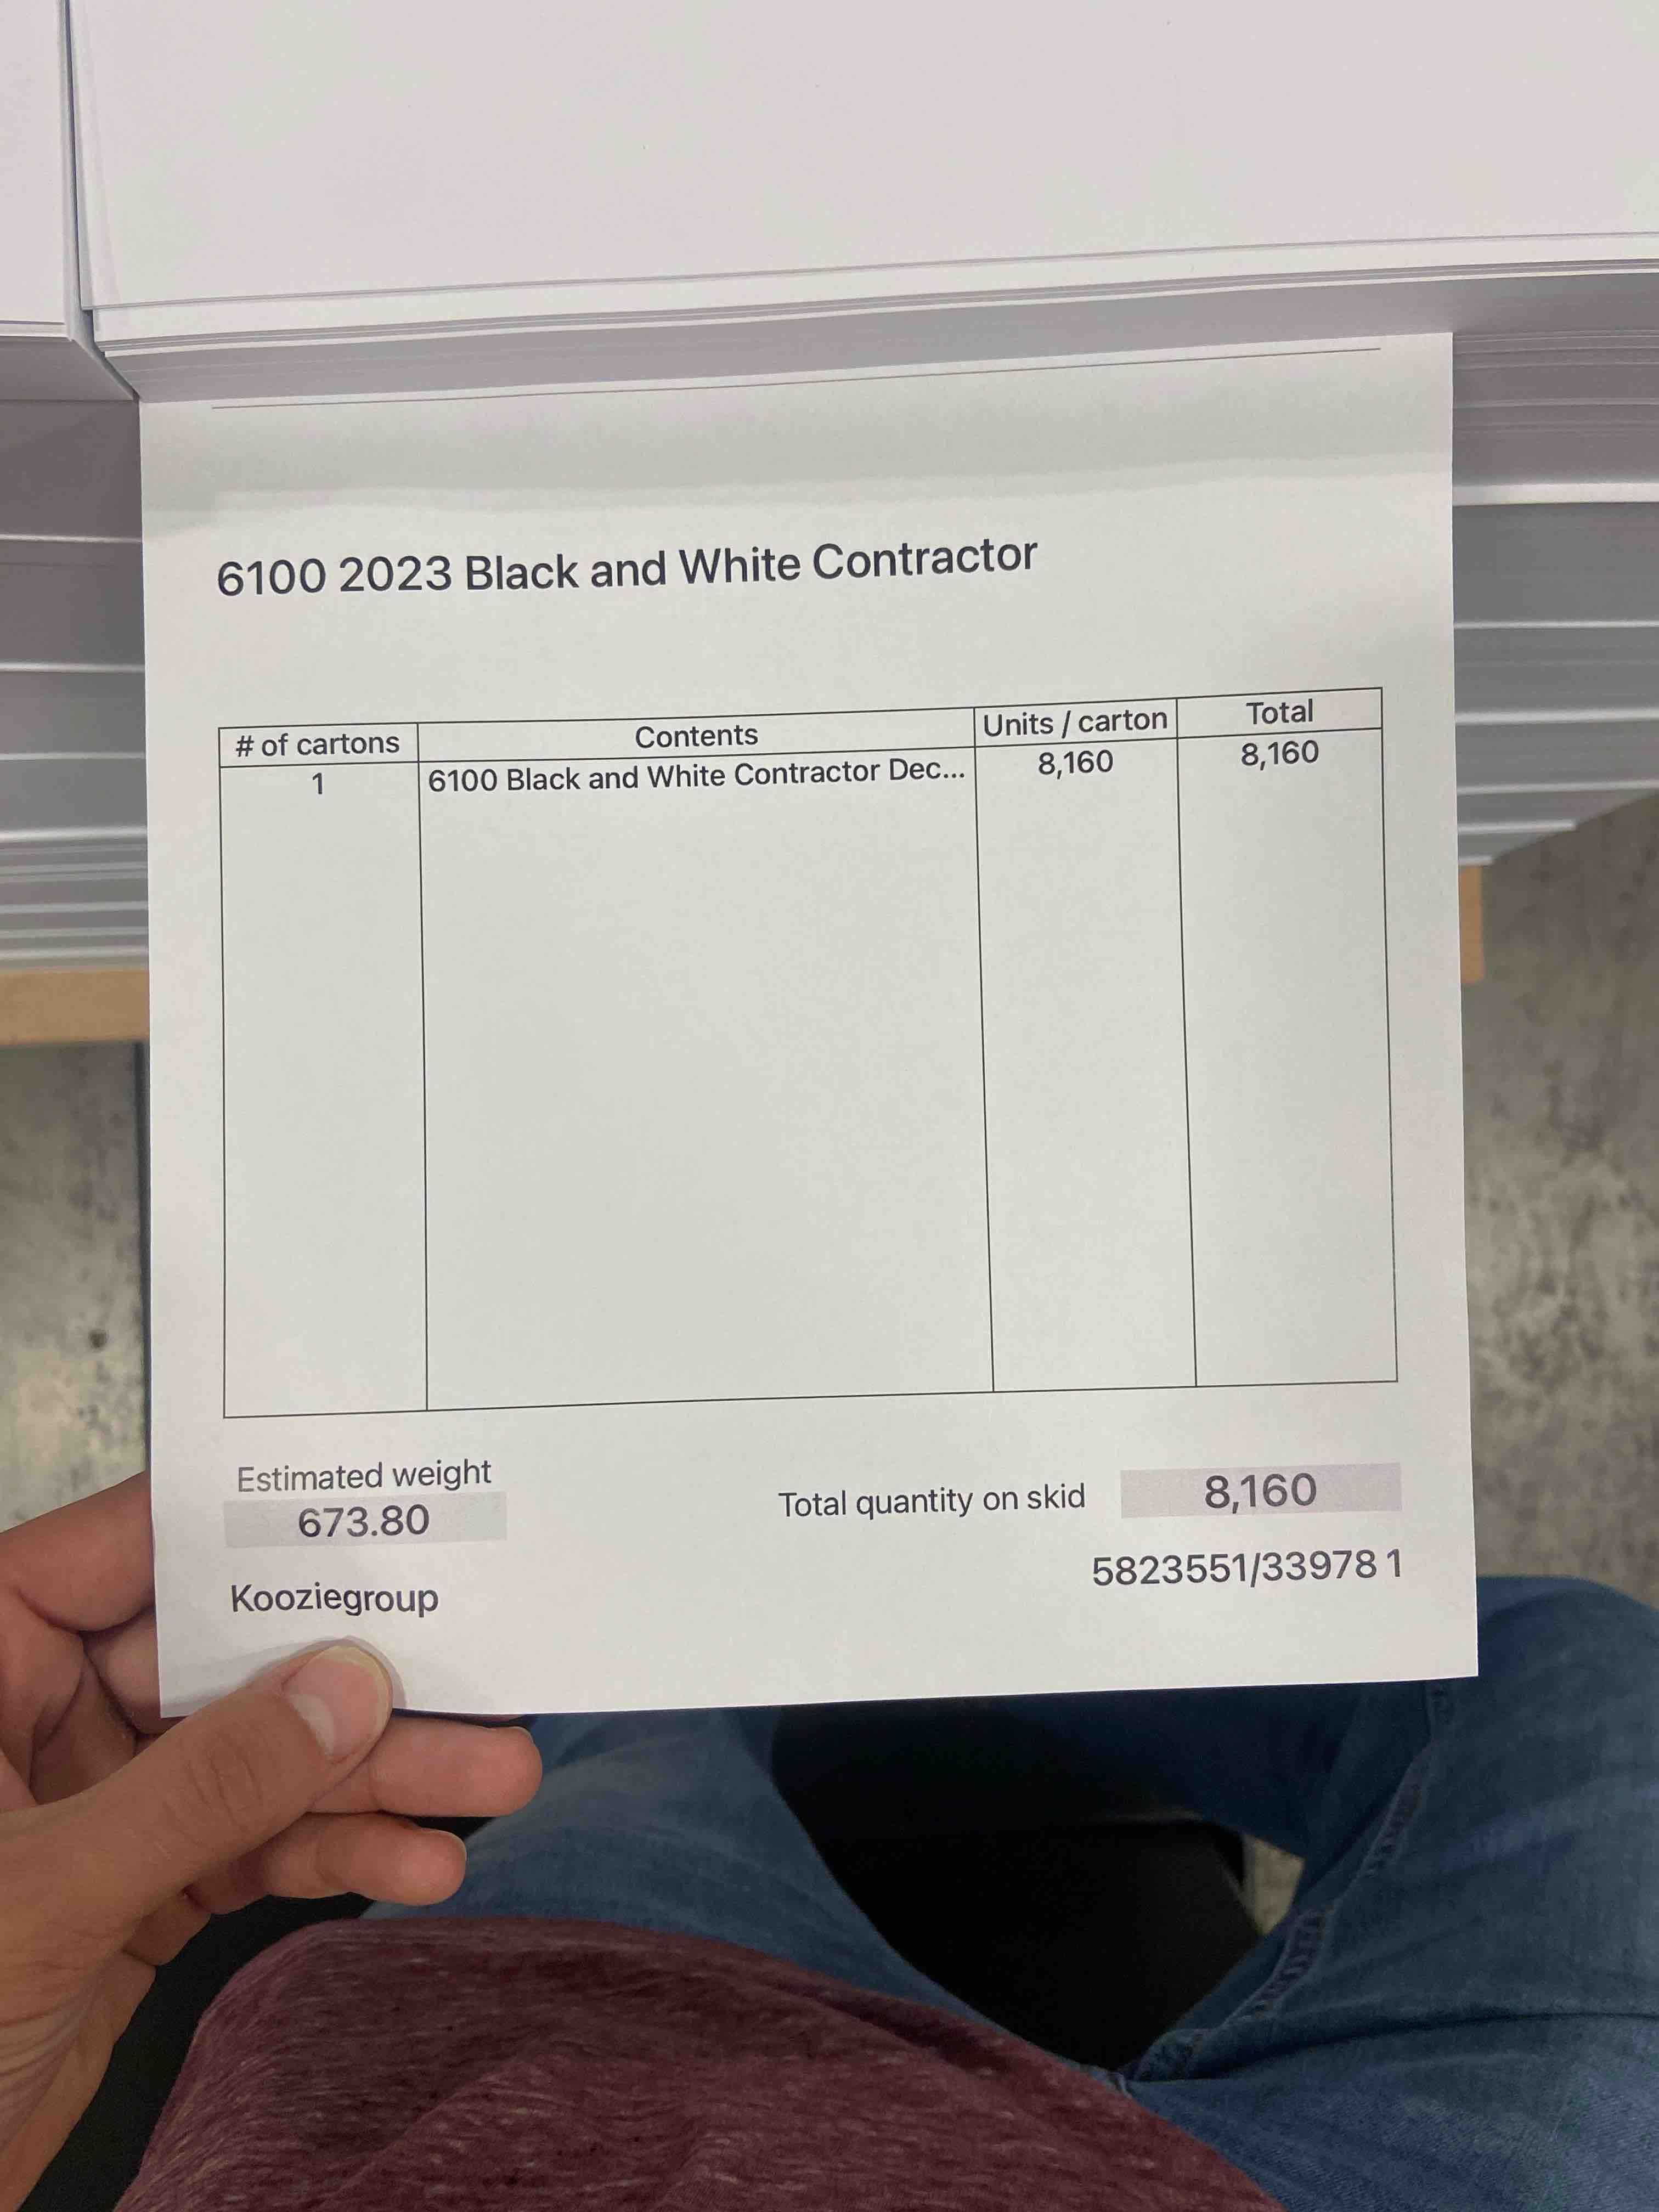 6100 2023 Black and White Contractor
# of cartons Contents Units / carton Total
1 6100 Black and White Contractor Dec... 8,160 8,160
Estimated weight
673.80
Total quantity on skid 8,160
5823551/33978 1
Kooziegroup